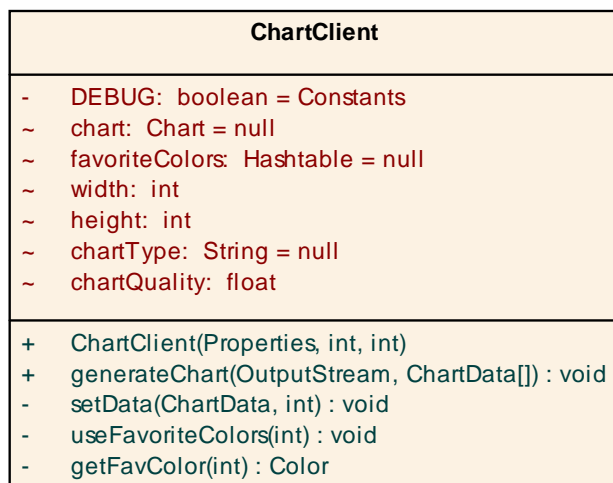 ChartClient
- DEBUG: boolean = Constants
~ chart: Chart = null
~ favoriteColors: Hashtable = null
~ width: int
~ height: int
~ chartType: String = null
~ chartQuality: float
+ ChartClient(Properties, int, int)
+ generateChart(OutputStream, ChartData[]) : void
- setData(ChartData, int) : void
- useFavoriteColors(int) : void
- getFavColor(int) : Color